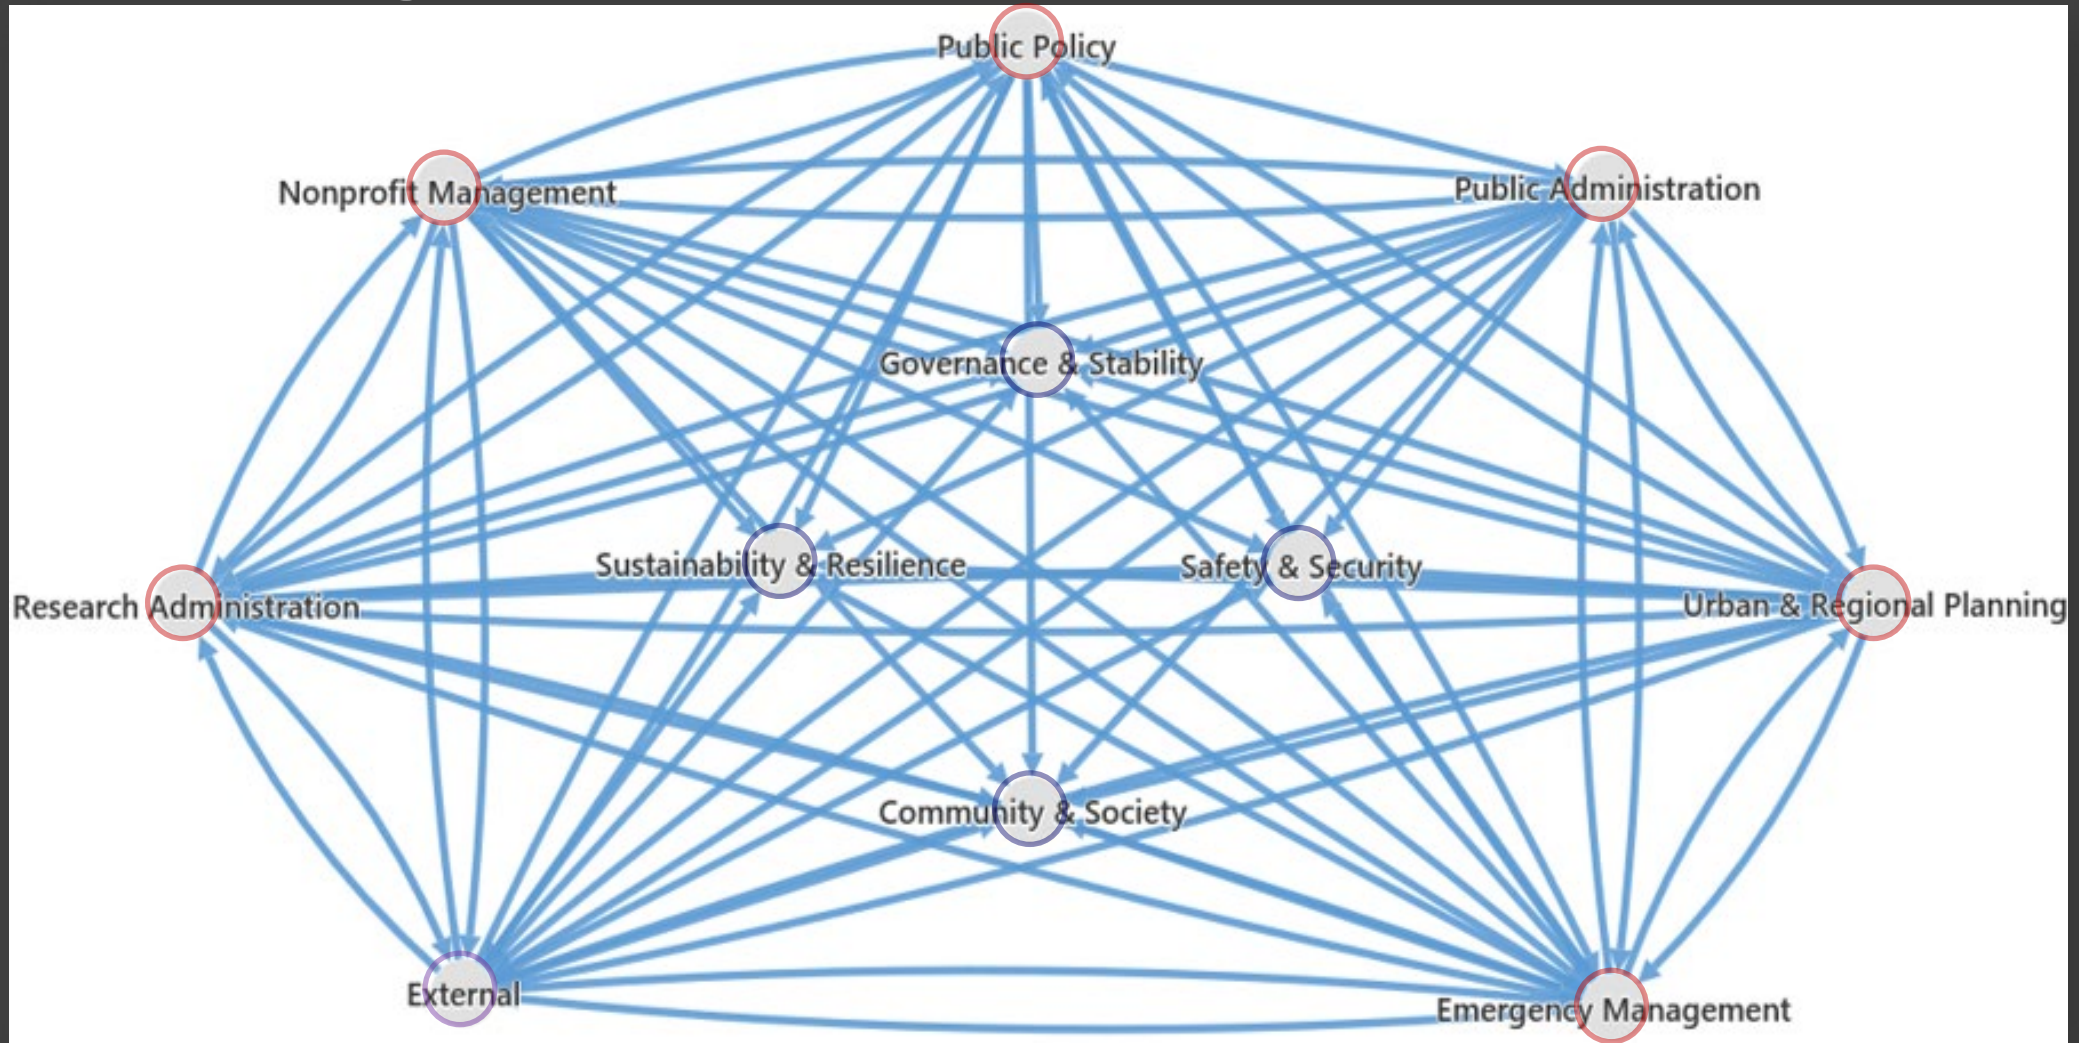 Public Policy
Nonprofit Management
Public Administration
Governance & Stability
Sustainability & Resilience
Safety & Security
Research Administration
Urban & Regional Planning
Community & Society
External
Emergency Management